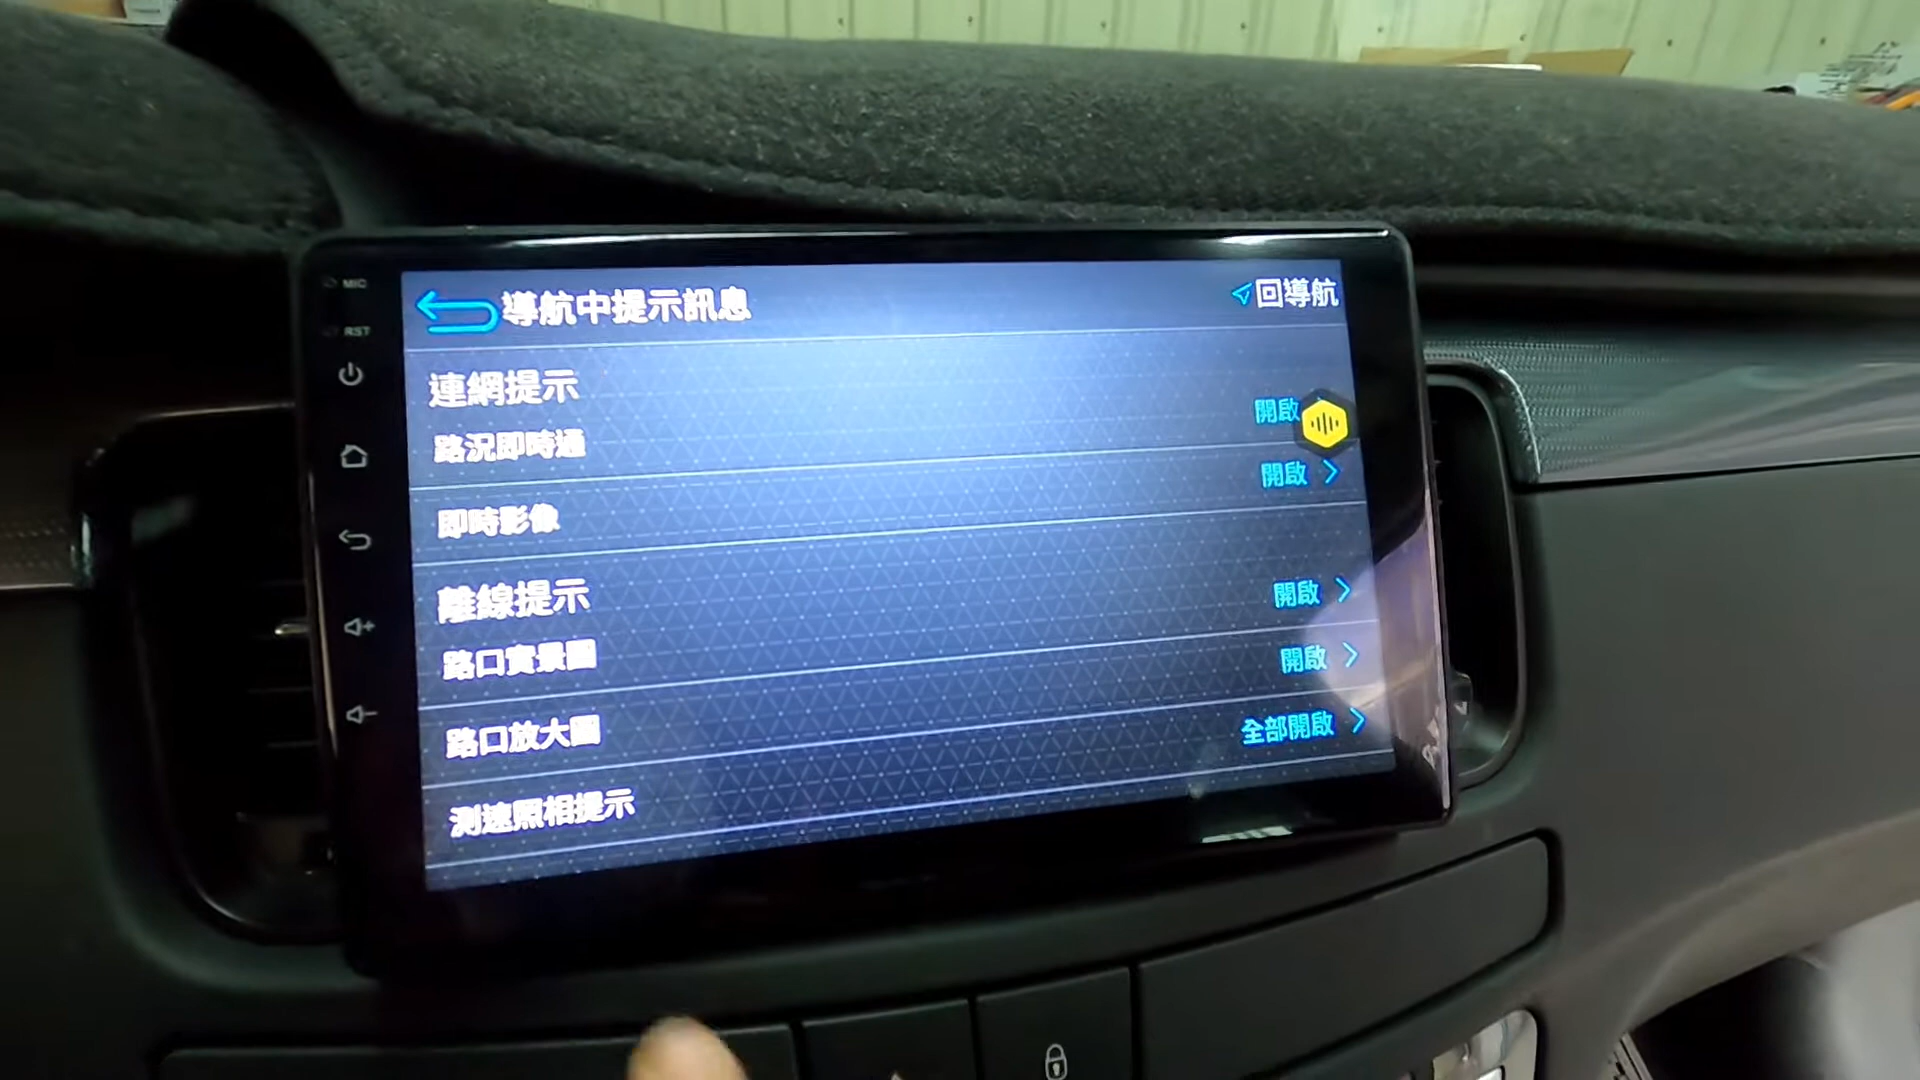 MIC
RST
導航中提示訊息
回導航
連網提示
路況即時通 開啟
即時影像 開啟
離線提示
路口實景圖 開啟
路口放大圖 開啟
測速照相提示 全部開啟